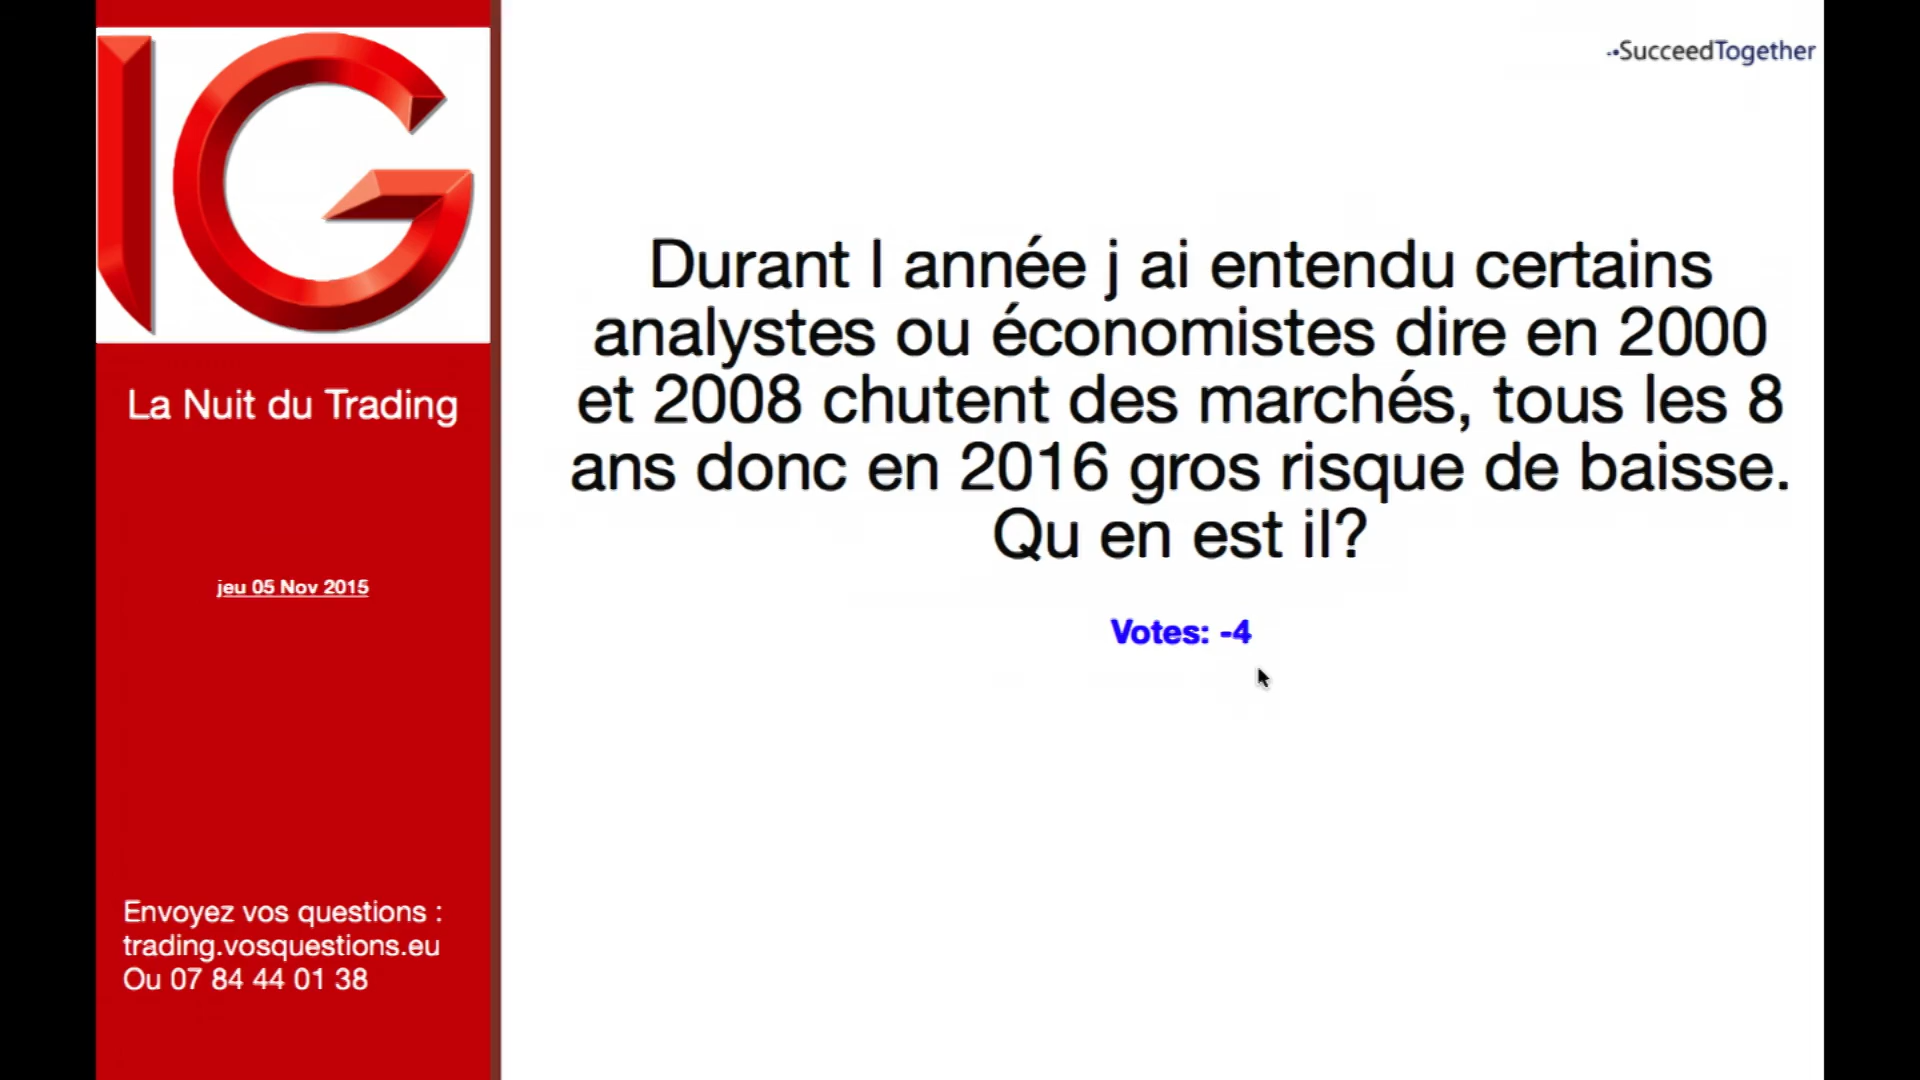 IG
La Nuit du Trading
jeu 05 Nov 2015
Envoyez vos questions :
trading.vosquestions.eu
Ou 07 84 44 01 38
SucceedTogether
Durant l année j ai entendu certains
analystes ou économistes dire en 2000
et 2008 chutent des marchés, tous les 8
ans donc en 2016 gros risque de baisse.
Qu en est il?
Votes: -4